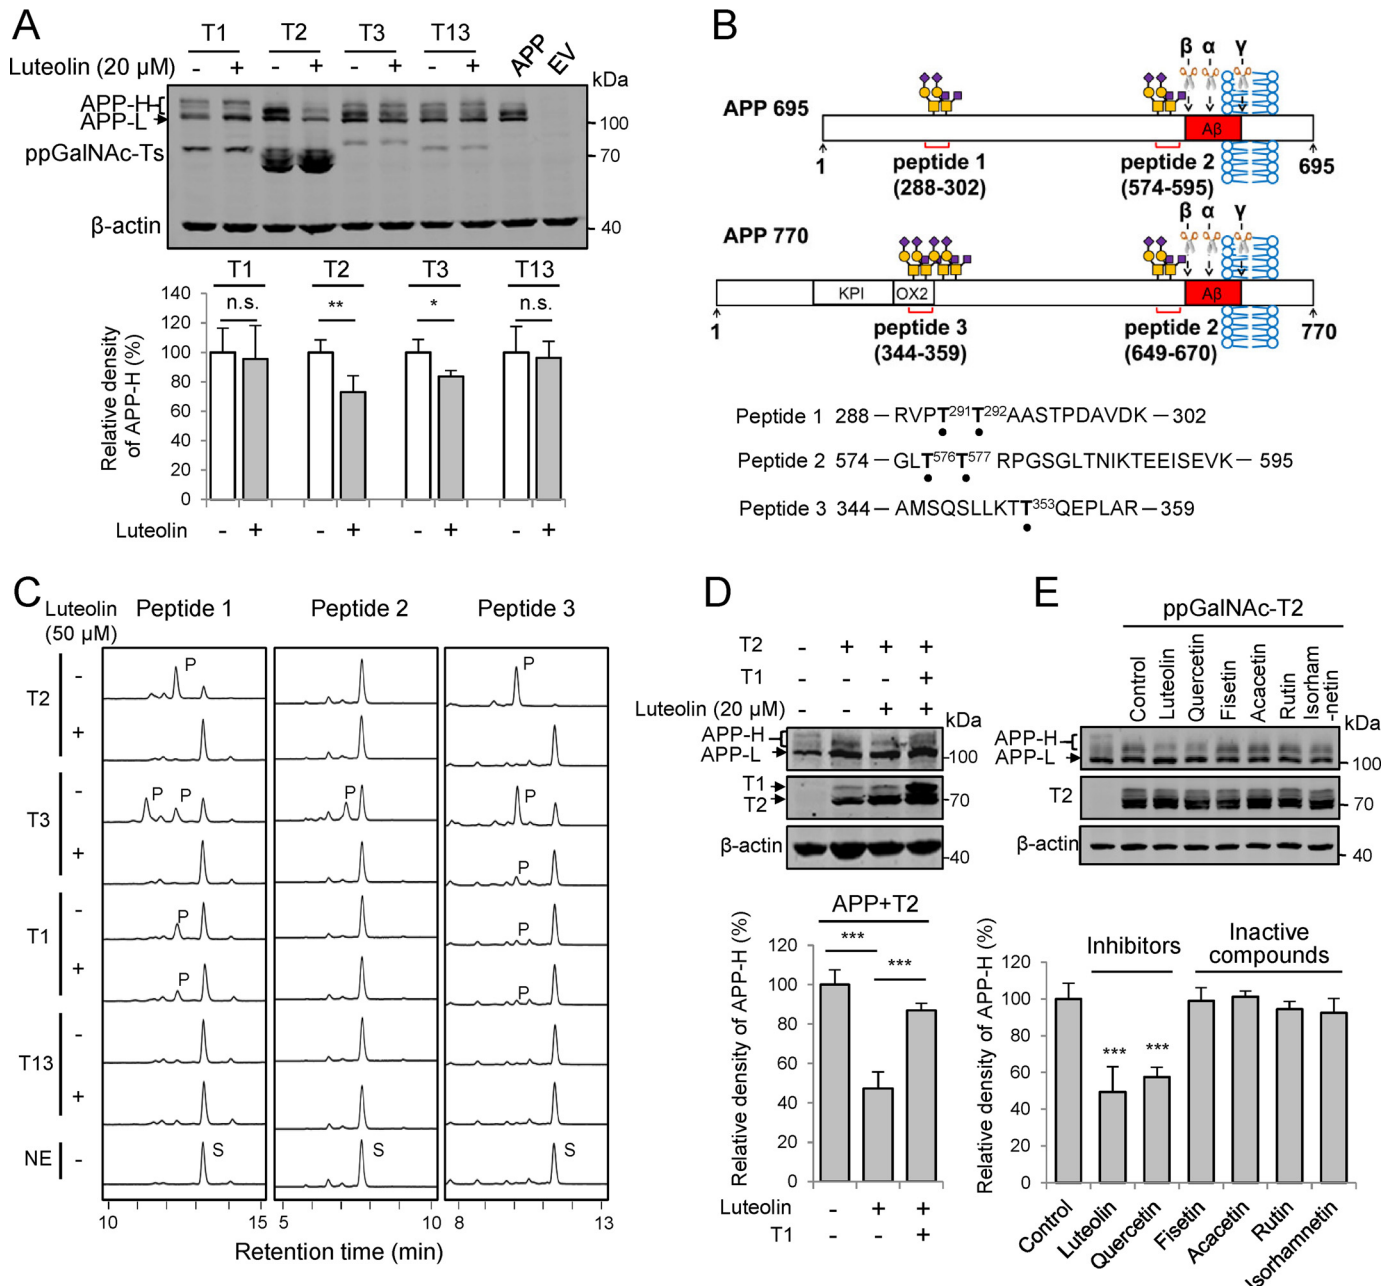 A
T1 T2 T3 T13
Luteolin (20 μM) - + - + - + - + APP EV
kDa
APP-H
APP-L
100
ppGalNAc-Ts
70
β-actin
40
T1 T2 T3 T13
n.s. ** * n.s.
140
120
100
80
60
40
20
0
Relative density of APP-H (%)
Luteolin - + - + - + - +
B
β α γ
APP 695
Aβ
1 peptide 1 peptide 2 695
(288-302) (574-595)
β α γ
APP 770
KPI OX2 Aβ
1 peptide 3 peptide 2 770
(344-359) (649-670)
Peptide 1 288 — RVPT291T292AASTPDAVDK — 302
Peptide 2 574 — GLT576T577 RPGSGLTNIKTEEISEVK — 595
Peptide 3 344 — AMSQSLLKTT353QEPLAR — 359
C
Luteolin (50 μM)
Peptide 1 Peptide 2 Peptide 3
T2 - P P
+
T3 - P P P P
+ P
T1 - P P
+ P P
T13 -
+
NE - S S S
10 15 5 10 8 13
Retention time (min)
D
T2 - + + +
T1 - - - +
Luteolin (20 μM) - - + +
kDa
APP-H
APP-L
100
T1
T2
70
β-actin
40
APP+T2
*** ***
120
100
80
60
40
20
0
Relative density of APP-H (%)
Luteolin - + +
T1 - - +
E
ppGalNAc-T2
Control Luteolin Quercetin Fisetin Acacetin Rutin Isorham-netin
kDa
APP-H
APP-L
100
T2
70
β-actin
40
Inhibitors
Inactive compounds
*** ***
120
100
80
60
40
20
0
Relative density of APP-H (%)
Control Luteolin Quercetin Fisetin Acacetin Rutin Isorhamnetin